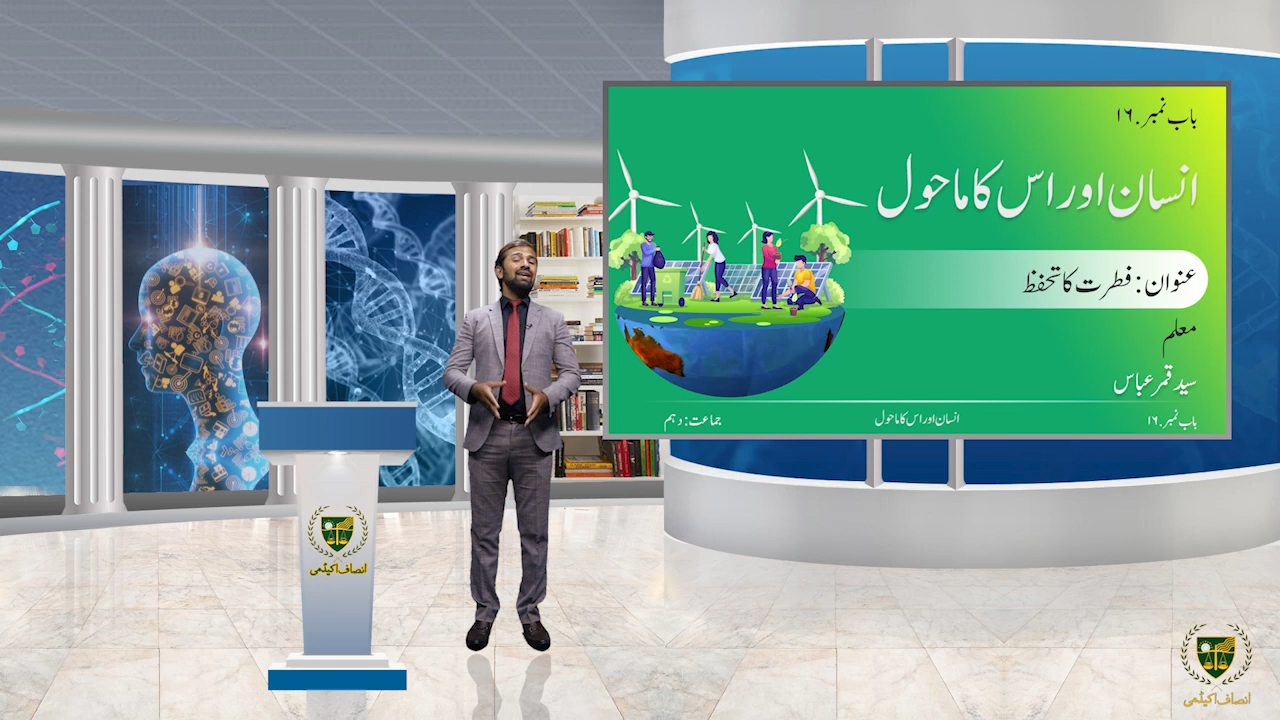 باب نمبر .۱۶
انسان اور اس کا ماحول
عنوان : فطرت کا تحفظ
معلم
سید قمر عباس
باب نمبر .۱۶
انسان اور اس کا ماحول
جماعت : دہم
انصاف اکیڈمی
انصاف اکیڈمی